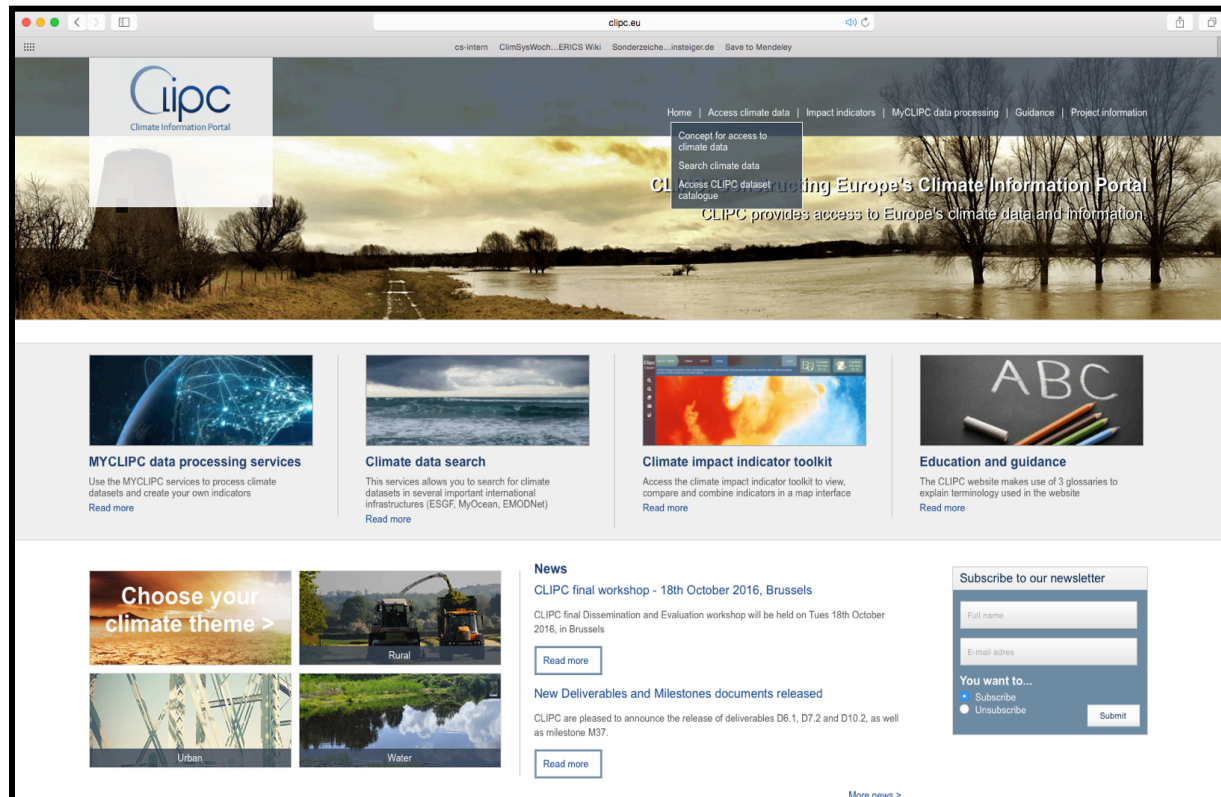 clipc.eu
cs-intern ClimSysWoch...ERICS Wiki Sonderzeiche...insteiger.de Save to Mendeley
Clipc
Climate Information Portal
Home | Access climate data | Impact indicators | MyCLIPC data processing | Guidance | Project information
Concept for access to
climate data
Search climate data
Access CLIPC dataset
catalogue
CL ting Europe's Climate Information Portal
CLIPC provides access to Europe's climate data and information.
MYCLIPC data processing services
Use the MYCLIPC services to process climate
datasets and create your own indicators
Read more
Climate data search
This services allows you to search for climate
datasets in several important international
infrastructures (ESGF, MyOcean, EMODNet)
Read more
Clipc
Climate impact indicator toolkit
Access the climate impact indicator toolkit to view,
compare and combine indicators in a map interface
Read more
ABC
Education and guidance
The CLIPC website makes use of 3 glossaries to
explain terminology used in the website
Read more
Choose your
climate theme >
Rural
Urban
Water
News
CLIPC final workshop - 18th October 2016, Brussels
CLIPC final Dissemination and Evaluation workshop will be held on Tues 18th October
2016, in Brussels
Read more
New Deliverables and Milestones documents released
CLIPC are pleased to announce the release of deliverables D6.1, D7.2 and D10.2, as well
as milestone M37.
Read more
More news >
Subscribe to our newsletter
Full name
E-mail adres
You want to...
Subscribe
Unsubscribe
Submit